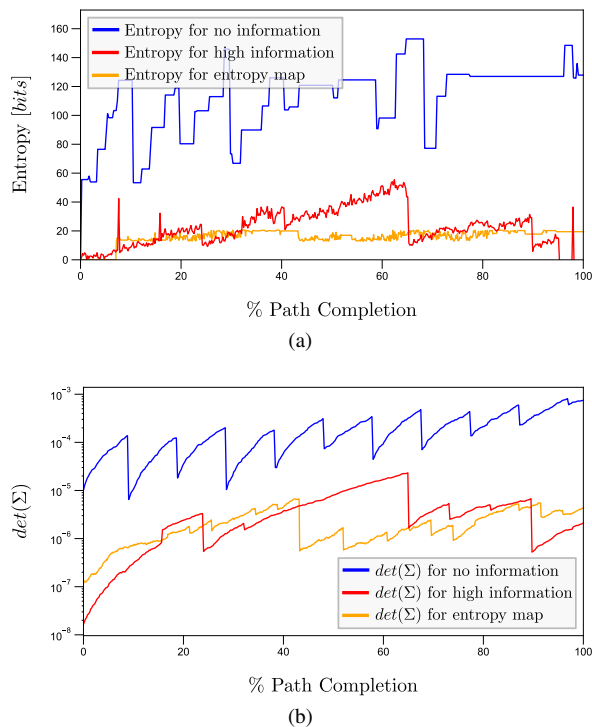 Entropy for no information
Entropy for high information
Entropy for entropy map
Entropy [bits]
160
140
120
100
80
60
40
20
0
0 20 40 60 80 100
% Path Completion
(a)
10⁻³
10⁻⁴
10⁻⁵
10⁻⁶
10⁻⁷
10⁻⁸
det(Σ)
det(Σ) for no information
det(Σ) for high information
det(Σ) for entropy map
0 20 40 60 80 100
% Path Completion
(b)